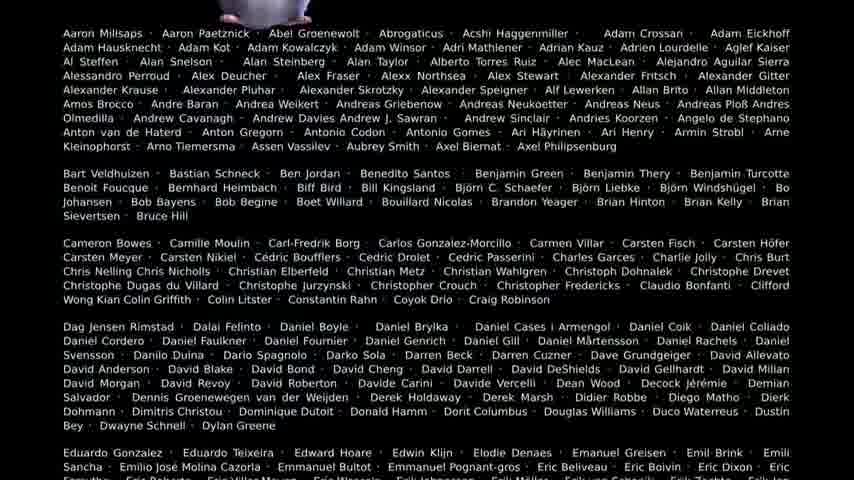 Aaron Millsaps · Aaron Paetznick · Abel Groenewolt · Abrogaticus · Acshi Haggenmiller · Adam Crossan · Adam Eickhoff
Adam Hausknecht · Adam Kot · Adam Kowalczyk · Adam Winsor · Adri Mathlener · Adrian Kauz · Adrien Lourdelle · Aglef Kaiser
Al Steffen · Alan Snelson · Alan Steinberg · Alan Taylor · Alberto Torres Ruiz · Alec MacLean · Alejandro Aguilar Sierra
Alessandro Perroud · Alex Deucher · Alex Fraser · Alexx Northsea · Alex Stewart · Alexander Fritsch · Alexander Gitter
Alexander Krause · Alexander Pluhar · Alexander Skrotzky · Alexander Speigner · Alf Lewerken · Allan Brito · Allan Middleton
Amos Brocco · Andre Baran · Andrea Weikert · Andreas Griebenow · Andreas Neukoetter · Andreas Neus · Andreas Ploß Andres
Olmedilla · Andrew Cavanagh · Andrew Davies Andrew J. Sawran · Andrew Sinclair · Andries Koorzen · Angelo de Stephano
Anton van de Haterd · Anton Gregorn · Antonio Codon · Antonio Gomes · Ari Häyrinen · Ari Henry · Armin Strobl · Arne
Kleinophorst · Arno Tiemersma · Assen Vassilev · Aubrey Smith · Axel Biernat · Axel Philipsenburg
Bart Veldhuizen · Bastian Schneck · Ben Jordan · Benedito Santos · Benjamin Green · Benjamin Thery · Benjamin Turcotte
Benoit Foucque · Bernhard Heimbach · Biff Bird · Bill Kingsland · Björn C. Schaefer · Björn Liebke · Björn Windshügel · Bo
Johansen · Bob Bayens · Bob Begine · Boet Willard · Bouillard Nicolas · Brandon Yeager · Brian Hinton · Brian Kelly · Brian
Sievertsen · Bruce Hill
Cameron Bowes · Camille Moulin · Carl-Fredrik Borg · Carlos Gonzalez-Morcillo · Carmen Villar · Carsten Fisch · Carsten Höfer
Carsten Meyer · Carsten Nikiel · Cédric Boufflers · Cedric Drolet · Cedric Passerini · Charles Garces · Charlie Jolly · Chris Burt
Chris Nelling Chris Nicholls · Christian Elberfeld · Christian Metz · Christian Wahlgren · Christoph Dohnalek · Christophe Drevet
Christophe Dugas du Villard · Christophe Jurzynski · Christopher Crouch · Christopher Fredericks · Claudio Bonfanti · Clifford
Wong Kian Colin Griffith · Colin Litster · Constantin Rahn · Coyok Drio · Craig Robinson
Dag Jensen Rimstad · Dalai Felinto · Daniel Boyle · Daniel Brylka · Daniel Cases i Armengol · Daniel Coik · Daniel Coliado
Daniel Cordero · Daniel Faulkner · Daniel Fournier · Daniel Genrich · Daniel Gill · Daniel Mårtensson · Daniel Rachels · Daniel
Svensson · Danilo Duina · Dario Spagnolo · Darko Sola · Darren Beck · Darren Cuzner · Dave Grundgeiger · David Allevato
David Anderson · David Blake · David Bond · David Cheng · David Darrell · David DeShields · David Gellhardt · David Milian
David Morgan · David Revoy · David Roberton · Davide Carini · Davide Vercelli · Dean Wood · Decock Jérémie · Demian
Salvador · Dennis Groenewegen van der Weijden · Derek Holdaway · Derek Marsh · Didier Robbe · Diego Matho · Dierk
Dohmann · Dimitris Christou · Dominique Dutoit · Donald Hamm · Dorit Columbus · Douglas Williams · Duco Waterreus · Dustin
Bey · Dwayne Schnell · Dylan Greene
Eduardo Gonzalez · Eduardo Teixeira · Edward Hoare · Edwin Klijn · Elodie Denaes · Emanuel Greisen · Emil Brink · Emili
Sancha · Emilio José Molina Cazorla · Emmanuel Bultot · Emmanuel Pognant-gros · Eric Beliveau · Eric Boivin · Eric Dixon · Eric